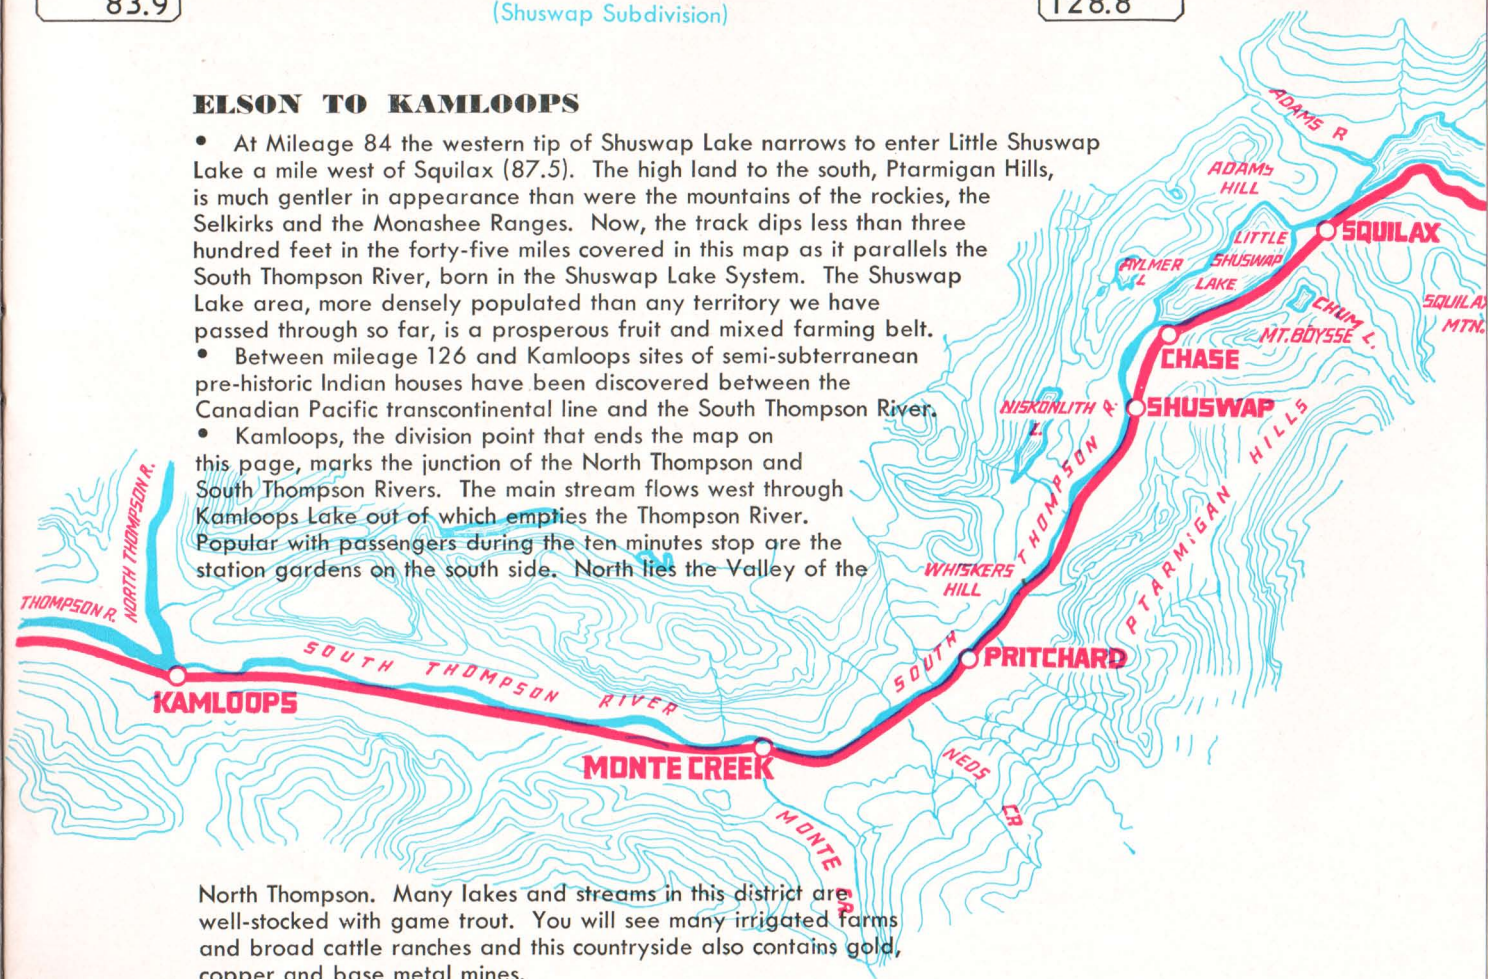 83.9
(Shuswap Subdivision)
128.8
ELSON TO KAMLOOPS
• At Mileage 84 the western tip of Shuswap Lake narrows to enter Little Shuswap
Lake a mile west of Squilax (87.5). The high land to the south, Ptarmigan Hills,
is much gentler in appearance than were the mountains of the rockies, the
Selkirks and the Monashee Ranges. Now, the track dips less than three
hundred feet in the forty-five miles covered in this map as it parallels the
South Thompson River, born in the Shuswap Lake System. The Shuswap
Lake area, more densely populated than any territory we have
passed through so far, is a prosperous fruit and mixed farming belt.
• Between mileage 126 and Kamloops sites of semi-subterranean
pre-historic Indian houses have been discovered between the
Canadian Pacific transcontinental line and the South Thompson River.
• Kamloops, the division point that ends the map on
this page, marks the junction of the North Thompson and
South Thompson Rivers. The main stream flows west through
Kamloops Lake out of which empties the Thompson River.
Popular with passengers during the ten minutes stop are the
station gardens on the south side. North lies the Valley of the
ADAMS R
ADAMS
HILL
SQUILAX
LITTLE
SHUSWAP
LAKE
AYLMER
L
CHUM L.
SQUILAX
MTN.
MT. BOYSSE
CHASE
NISKONLITH
L.
SHUSWAP
PTARMIGAN HILLS
SOUTH THOMPSON R.
WHISKERS
HILL
PRITCHARD
NORTH THOMPSON R.
THOMPSON R.
KAMLOOPS
SOUTH THOMPSON RIVER
MONTE CREEK
NEDS CR
MONTE CR
North Thompson. Many lakes and streams in this district are
well-stocked with game trout. You will see many irrigated farms
and broad cattle ranches and this countryside also contains gold,
copper and base metal mines.